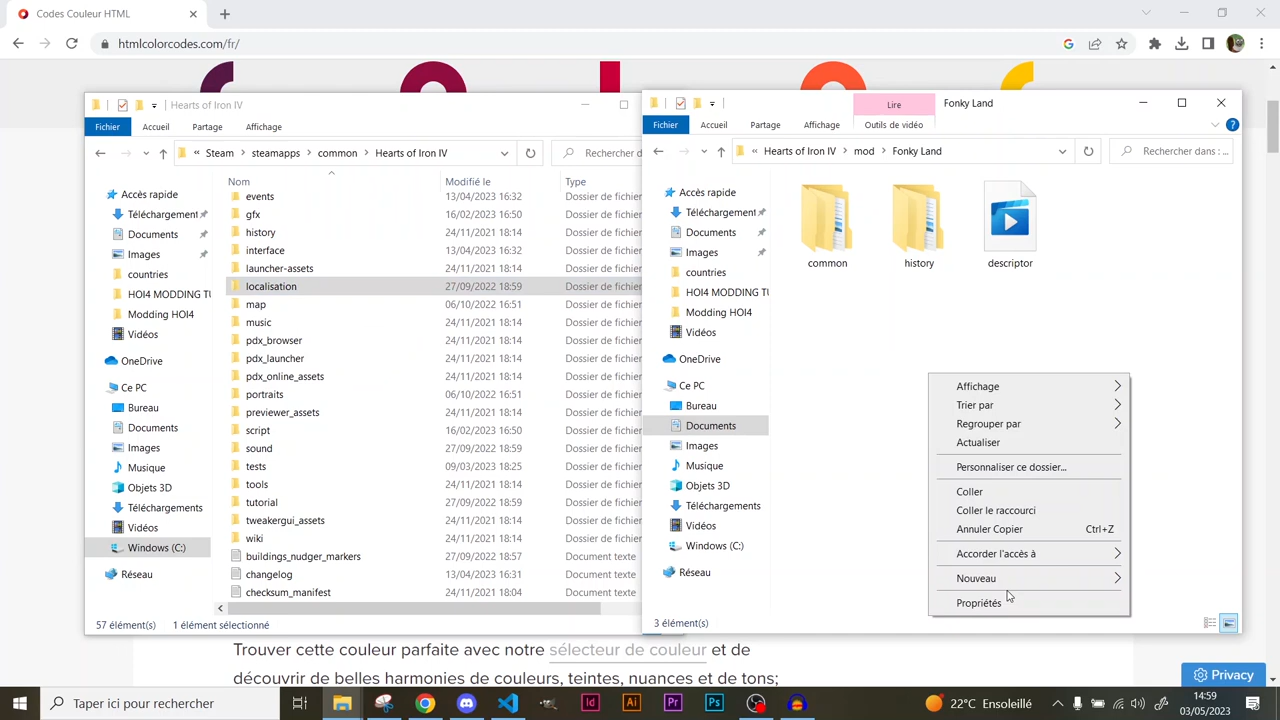 Codes Couleur HTML
htmlcolorcodes.com/fr/
Hearts of Iron IV
Fichier
Accueil
Partage
Affichage
« Steam > steamapps > common > Hearts of Iron IV
Rechercher d
Nom
Modifié le
Type
Accès rapide
Téléchargement
Documents
Images
countries
HOI4 MODDING TU
Modding HOI4
Vidéos
OneDrive
Ce PC
Bureau
Documents
Images
Musique
Objets 3D
Téléchargements
Vidéos
Windows (C:)
Réseau
events 13/04/2023 16:32 Dossier de fichier
gfx 16/02/2023 16:50 Dossier de fichier
history 24/11/2021 18:14 Dossier de fichier
interface 13/04/2023 16:32 Dossier de fichier
launcher-assets 24/11/2021 18:14 Dossier de fichier
localisation 27/09/2022 18:59 Dossier de fichier
map 06/10/2022 16:51 Dossier de fichier
music 24/11/2021 18:14 Dossier de fichier
pdx_browser 24/11/2021 18:14 Dossier de fichier
pdx_launcher 24/11/2021 18:14 Dossier de fichier
pdx_online_assets 24/11/2021 18:14 Dossier de fichier
portraits 06/10/2022 16:51 Dossier de fichier
previewer_assets 24/11/2021 18:14 Dossier de fichier
script 16/02/2023 16:50 Dossier de fichier
sound 27/09/2022 18:59 Dossier de fichier
tests 09/03/2023 18:25 Dossier de fichier
tools 24/11/2021 18:14 Dossier de fichier
tutorial 27/09/2022 18:59 Dossier de fichier
tweakergui_assets 24/11/2021 18:14 Dossier de fichier
wiki 24/11/2021 18:14 Dossier de fichier
buildings_nudger_markers 27/09/2022 18:57 Document texte
changelog 13/04/2023 16:31 Document texte
checksum_manifest 24/11/2021 18:04 Document texte
57 élément(s) 1 élément sélectionné
Lire
Fonky Land
Fichier
Accueil
Partage
Affichage
Outils de vidéo
« Hearts of Iron IV > mod > Fonky Land
Rechercher dans : ...
Accès rapide
Téléchargement
Documents
Images
countries
HOI4 MODDING TU
Modding HOI4
Vidéos
OneDrive
Ce PC
Bureau
Documents
Images
Musique
Objets 3D
Téléchargements
Vidéos
Windows (C:)
Réseau
common
history
descriptor
Affichage
Trier par
Regrouper par
Actualiser
Personnaliser ce dossier...
Coller
Coller le raccourci
Annuler Copier Ctrl+Z
Accorder l'accès à
Nouveau
Propriétés
3 élément(s)
Trouver cette couleur parfaite avec notre sélecteur de couleur et de
découvrir de belles harmonies de couleurs, teintes, nuances et de tons;
Privacy
Taper ici pour rechercher
Id
Ai
Pr
Ps
22°C Ensoleillé
14:59
03/05/2023